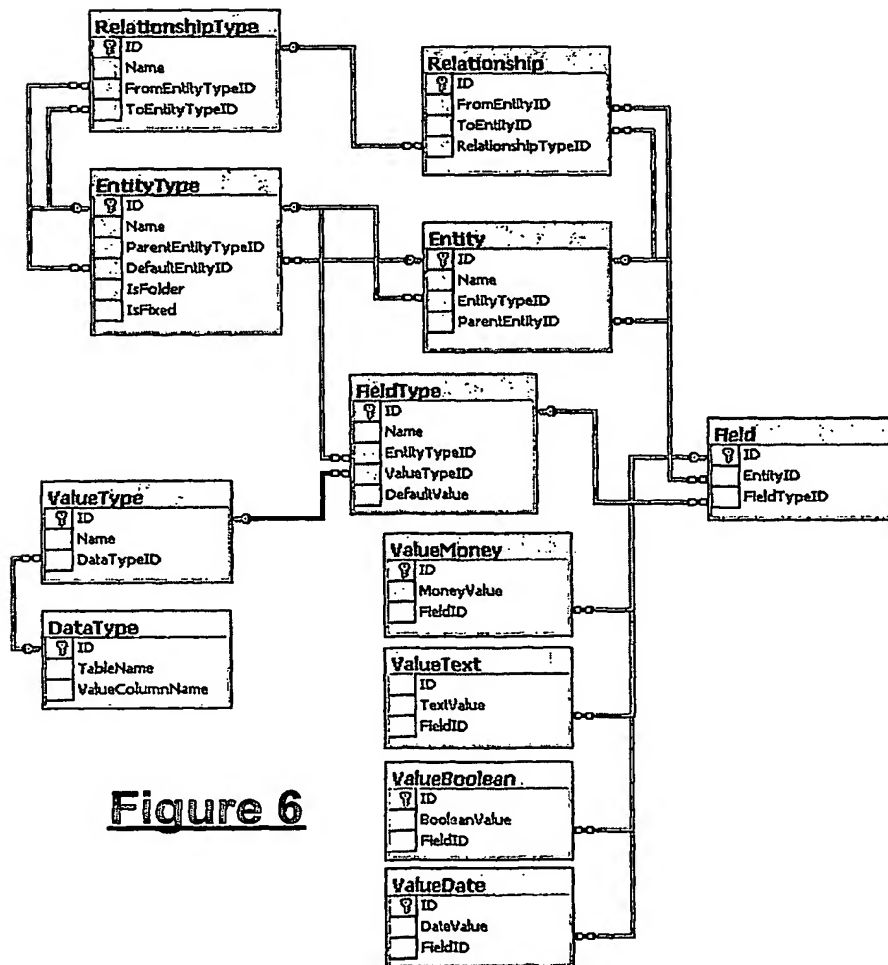 RelationshipType
ID
Name
FromEntityTypeID
ToEntityTypeID
Relationship
ID
FromEntityID
ToEntityID
RelationshipTypeID
EntityType
ID
Name
ParentEntityTypeID
DefaultEntityID
IsFolder
IsFixed
Entity
ID
Name
EntityTypeID
ParentEntityID
FieldType
ID
Name
EntityTypeID
ValueTypeID
DefaultValue
Field
ID
EntityID
FieldTypeID
ValueType
ID
Name
DataTypeID
DataType
ID
TableName
ValueColumnName
ValueMoney
ID
MoneyValue
FieldID
ValueText
ID
TextValue
FieldID
ValueBoolean
ID
BooleanValue
FieldID
ValueDate
ID
DateValue
FieldID
Figure 6